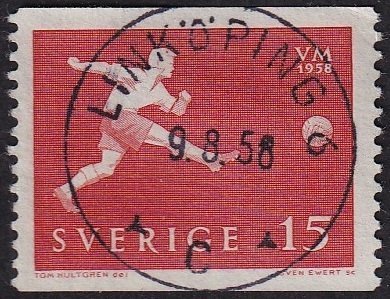 VM
1958
LINKÖPING 6
9.8.58
C
SVERIGE 15
TOM HULTGREN del
SVEN EWERT sc